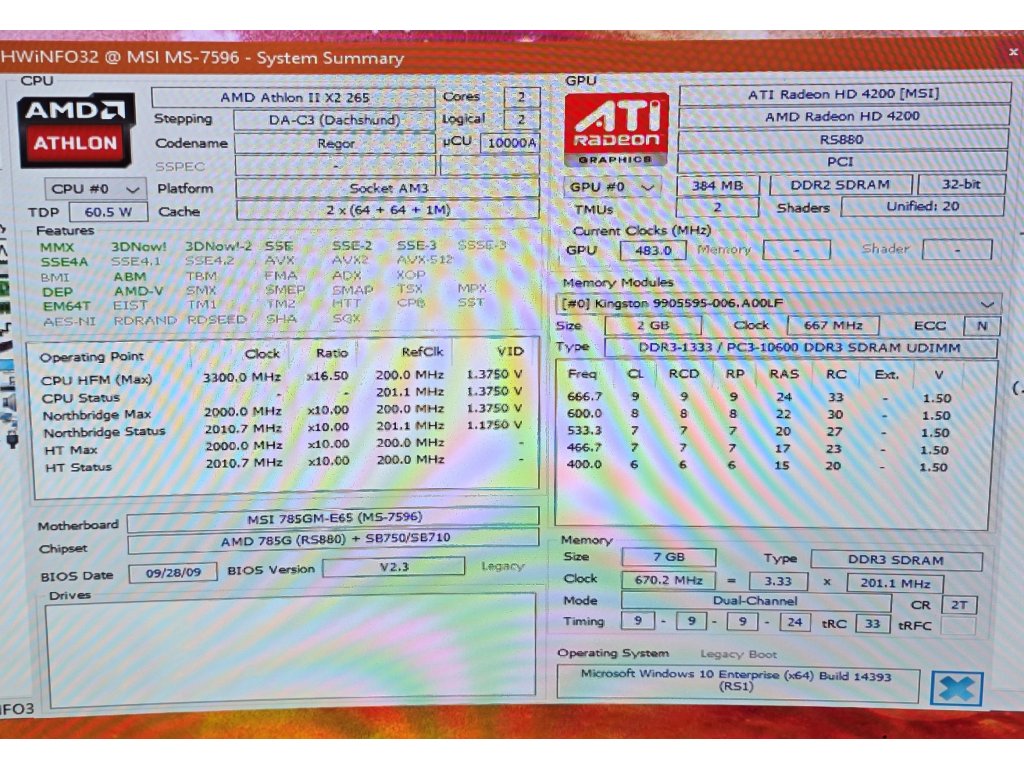 HWiNFO32 @ MSI MS-7596 - System Summary
CPU
AMD
ATHLON
AMD Athlon II X2 265
Cores 2
Stepping DA-C3 (Dachshund) Logical 2
Codename Regor µCU 10000A
SSPEC -
CPU #0 Platform Socket AM3
TDP 60.5 W Cache 2 x (64 + 64 + 1M)
Features
MMX 3DNow! 3DNow!-2 SSE SSE-2 SSE-3 SSSE-3
SSE4A SSE4.1 SSE4.2 AVX AVX2 AVX-512
BMI ABM TBM FMA ADX XOP
DEP AMD-V SMX SMEP SMAP TSX MPX
EM64T EIST TM1 TM2 HTT CPB SST
AES-NI RDRAND RDSEED SHA SGX
Operating Point Clock Ratio RefClk VID
CPU HFM (Max) 3300.0 MHz x16.50 200.0 MHz 1.3750 V
CPU Status - - 201.1 MHz 1.3750 V
Northbridge Max 2000.0 MHz x10.00 200.0 MHz 1.3750 V
Northbridge Status 2010.7 MHz x10.00 201.1 MHz 1.1750 V
HT Max 2000.0 MHz x10.00 200.0 MHz -
HT Status 2010.7 MHz x10.00 200.0 MHz -
Motherboard MSI 785GM-E65 (MS-7596)
Chipset AMD 785G (RS880) + SB750/SB710
BIOS Date 09/28/09 BIOS Version V2.3 Legacy
Drives
GPU
ATI
RADEON
GRAPHICS
ATI Radeon HD 4200 [MSI]
AMD Radeon HD 4200
RS880
PCI
GPU #0 384 MB DDR2 SDRAM 32-bit
TMUs 2 Shaders Unified: 20
Current Clocks (MHz)
GPU 483.0 Memory - Shader -
Memory Modules
[#0] Kingston 9905595-006.A00LF
Size 2 GB Clock 667 MHz ECC N
Type DDR3-1333 / PC3-10600 DDR3 SDRAM UDIMM
Freq CL RCD RP RAS RC Ext. V
666.7 9 9 9 24 33 - 1.50
600.0 8 8 8 22 30 - 1.50
533.3 7 7 7 20 27 - 1.50
466.7 7 7 7 17 23 - 1.50
400.0 6 6 6 15 20 - 1.50
Memory
Size 7 GB Type DDR3 SDRAM
Clock 670.2 MHz = 3.33 x 201.1 MHz
Mode Dual-Channel CR 2T
Timing 9 - 9 - 9 - 24 tRC 33 tRFC
Operating System Legacy Boot
Microsoft Windows 10 Enterprise (x64) Build 14393
(RS1)